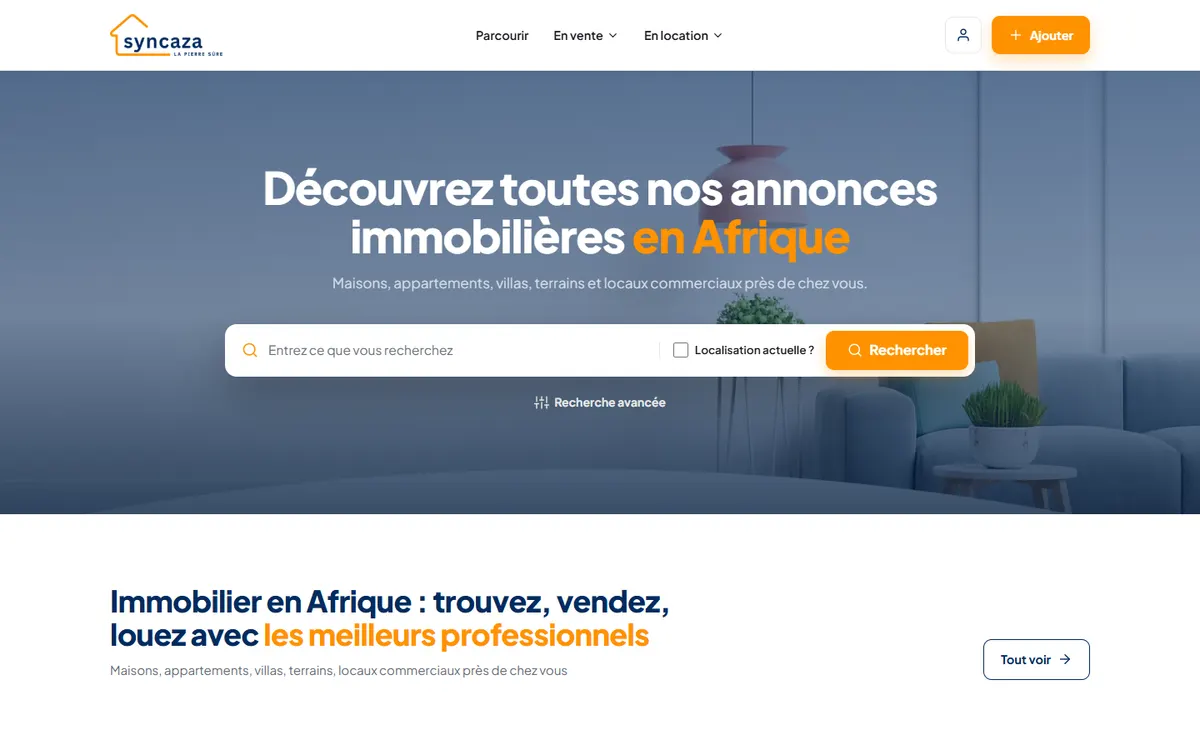 syncaza
LA PIERRE SÛRE
Parcourir
En vente
En location
Ajouter
Découvrez toutes nos annonces
immobilières en Afrique
Maisons, appartements, villas, terrains et locaux commerciaux près de chez vous.
Entrez ce que vous recherchez
Localisation actuelle ?
Rechercher
Recherche avancée
Immobilier en Afrique : trouvez, vendez,
louez avec les meilleurs professionnels
Maisons, appartements, villas, terrains, locaux commerciaux près de chez vous
Tout voir